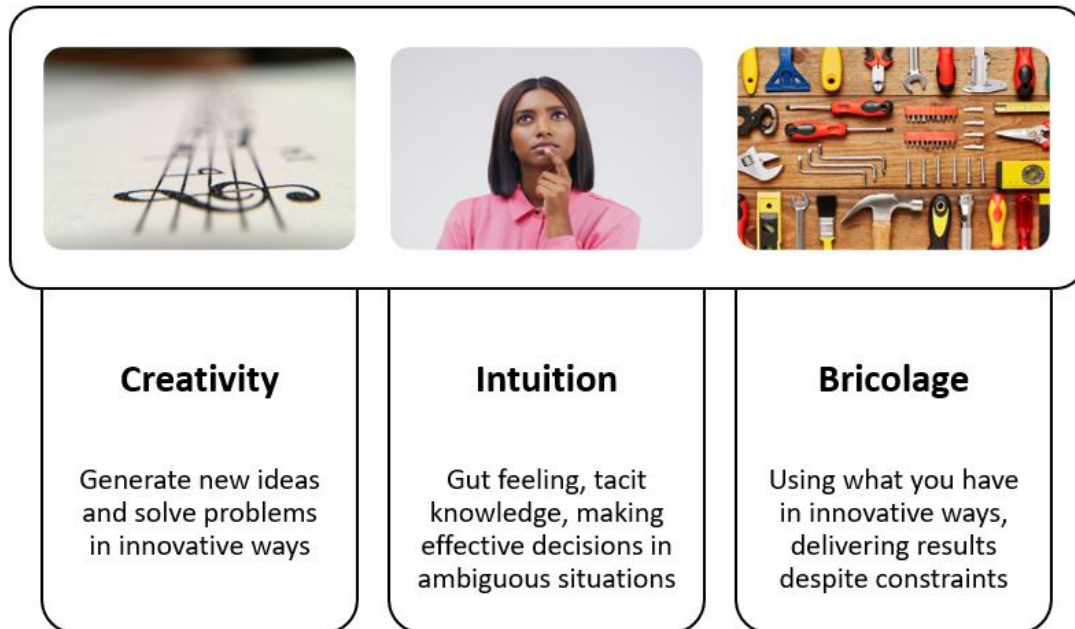 Creativity
Generate new ideas
and solve problems
in innovative ways
Intuition
Gut feeling, tacit
knowledge, making
effective decisions in
ambiguous situations
Bricolage
Using what you have
in innovative ways,
delivering results
despite constraints